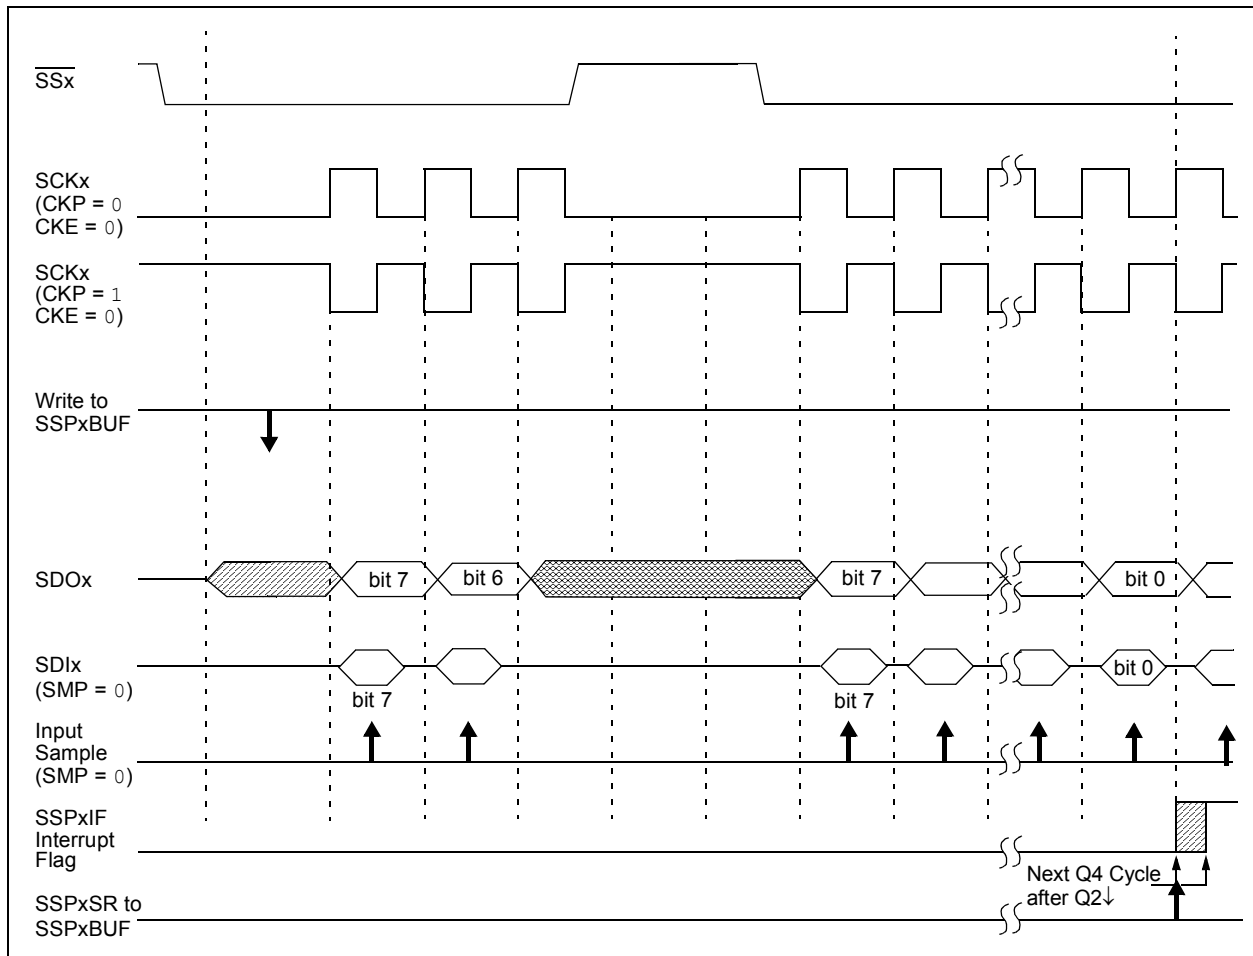 SSx
SCKx
(CKP = 0
CKE = 0)
SCKx
(CKP = 1
CKE = 0)
Write to
SSPxBUF
SDOx
bit 7
bit 6
bit 7
bit 0
SDIx
(SMP = 0)
bit 7
bit 7
bit 0
Input
Sample
(SMP = 0)
SSPxIF
Interrupt
Flag
Next Q4 Cycle
after Q2↓
SSPxSR to
SSPxBUF